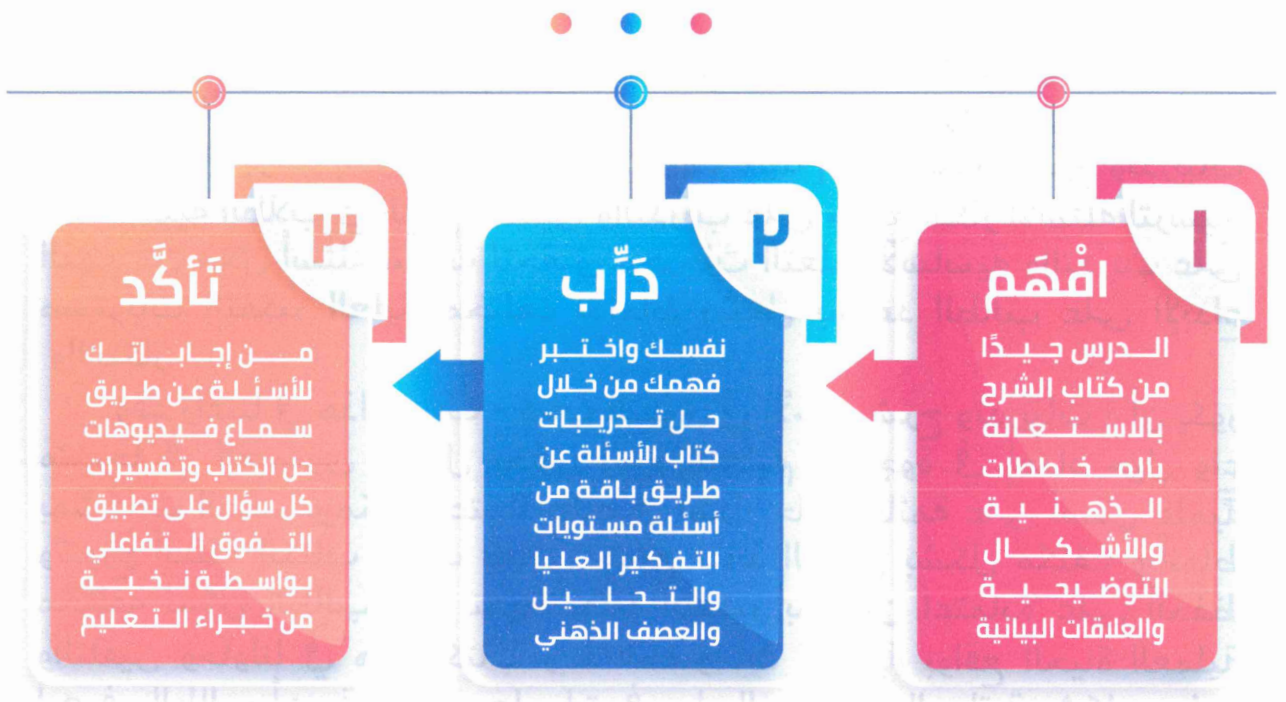 ١
افْهَم
الدرس جيدًا
من كتاب الشرح
بالاستعانة
بالمخططات
الذهنية
والأشكال
التوضيحية
والعلاقات البيانية
٢
دَرِّب
نفسك واختبر
فهمك من خلال
حل تدريبات
كتاب الأسئلة عن
طريق باقة من
أسئلة مستويات
التفكير العليا
والتحليل
والعصف الذهني
٣
تَأكَّد
من إجاباتك
للأسئلة عن طريق
سماع فيديوهات
حل الكتاب وتفسيرات
كل سؤال على تطبيق
التفوق التفاعلي
بواسطة نخبة
من خبراء التعليم